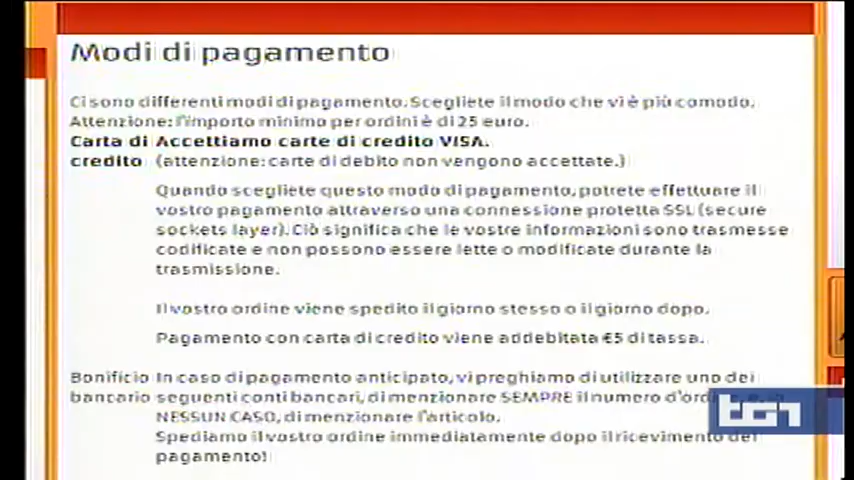 Modi di pagamento
Ci sono differenti modi di pagamento. Scegliete il modo che vi è più comodo.
Attenzione: l'importo minimo per ordini è di 25 euro.
Carta di Accettiamo carte di credito VISA.
credito (attenzione: carte di debito non vengono accettate.)
Quando scegliete questo modo di pagamento, potrete effettuare il
vostro pagamento attraverso una connessione protetta SSL (secure
sockets layer). Ciò significa che le vostre informazioni sono trasmesse
codificate e non possono essere lette o modificate durante la
trasmissione.
Il vostro ordine viene spedito il giorno stesso o il giorno dopo.
Pagamento con carta di credito viene addebitata €5 di tassa.
Bonifico In caso di pagamento anticipato, vi preghiamo di utilizzare uno dei
bancario seguenti conti bancari, di menzionare SEMPRE il numero
NESSUN CASO, di menzionare l'articolo.
Spediamo il vostro ordine immediatamente dopo il ricevimento del
pagamento!
tg1